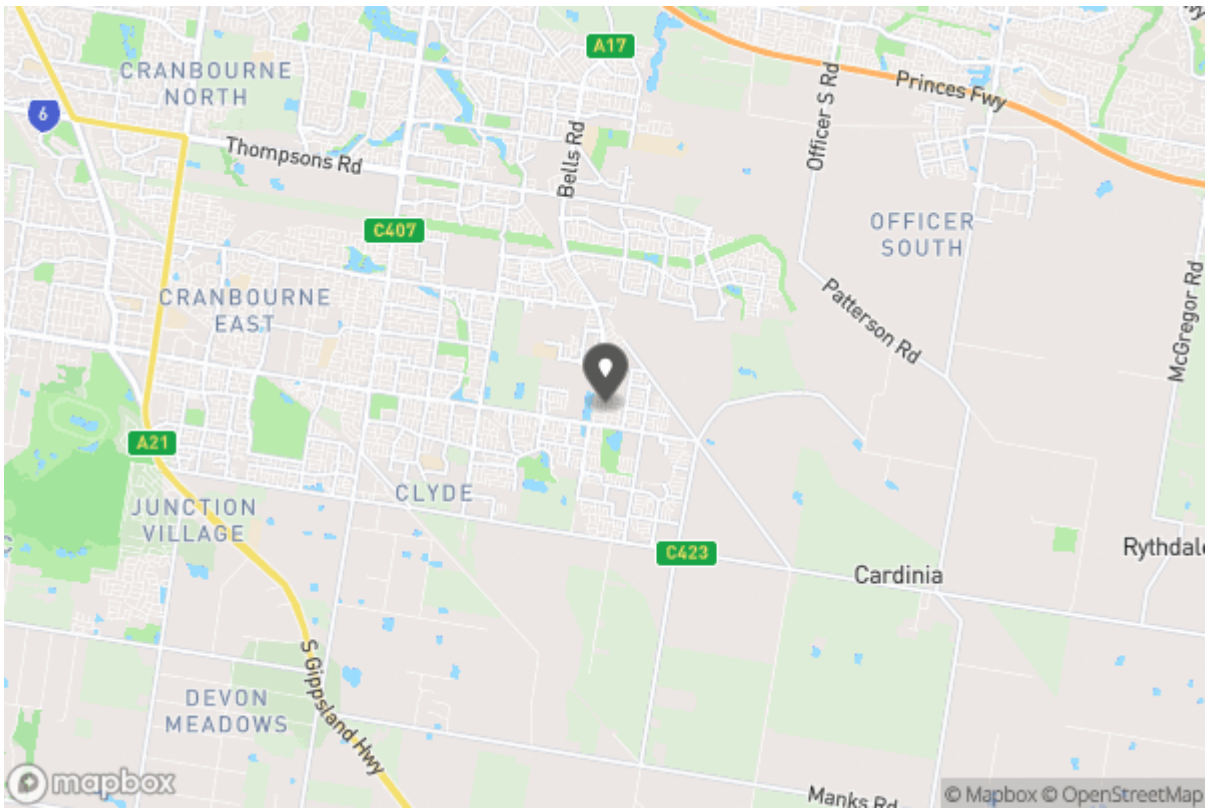 A17
CRANBOURNE
NORTH
6
Princes Fwy
Officer S Rd
Thompsons Rd
Bells Rd
C407
OFFICER
SOUTH
CRANBOURNE
EAST
McGregor Rd
Patterson Rd
A21
CLYDE
JUNCTION
VILLAGE
C423
Rythdale
Cardinia
S Gippsland Hwy
DEVON
MEADOWS
mapbox
Manks Rd
© Mapbox © OpenStreetMap